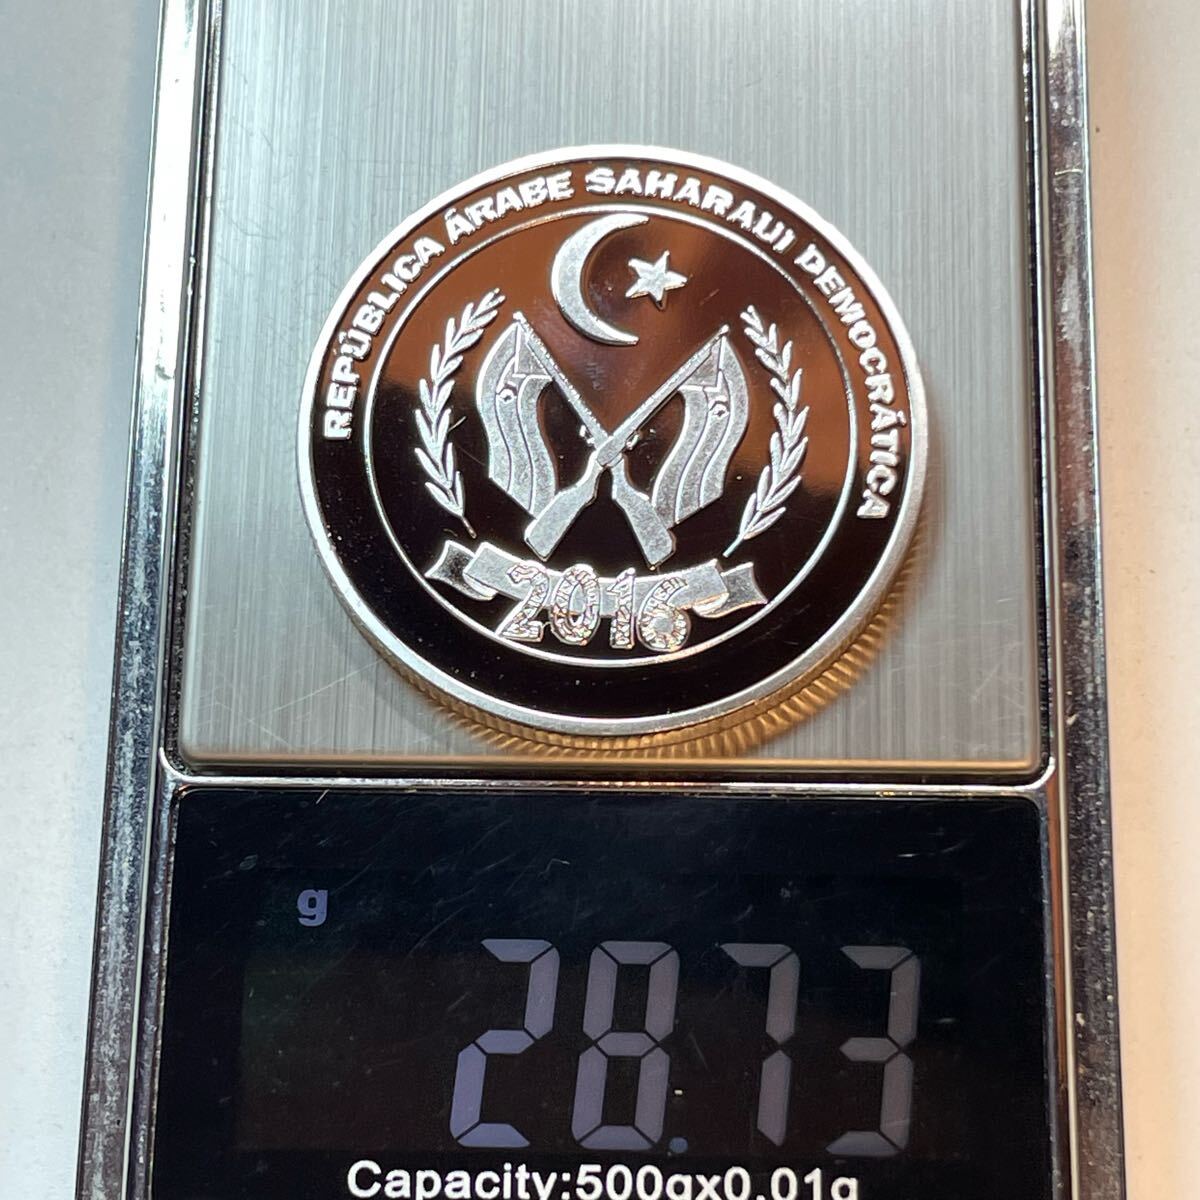 REPÚBLICA ÁRABE SAHARAUI DEMOCRÁTICA
2016
g
28.73
Capacity:500gx0.01g